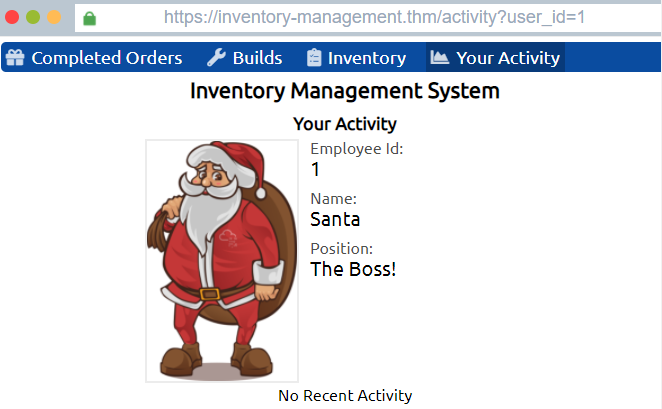 https://inventory-management.thm/activity?user_id=1
Completed Orders Builds Inventory Your Activity
Inventory Management System
Your Activity
Employee Id:
1
Name:
Santa
Position:
The Boss!
No Recent Activity